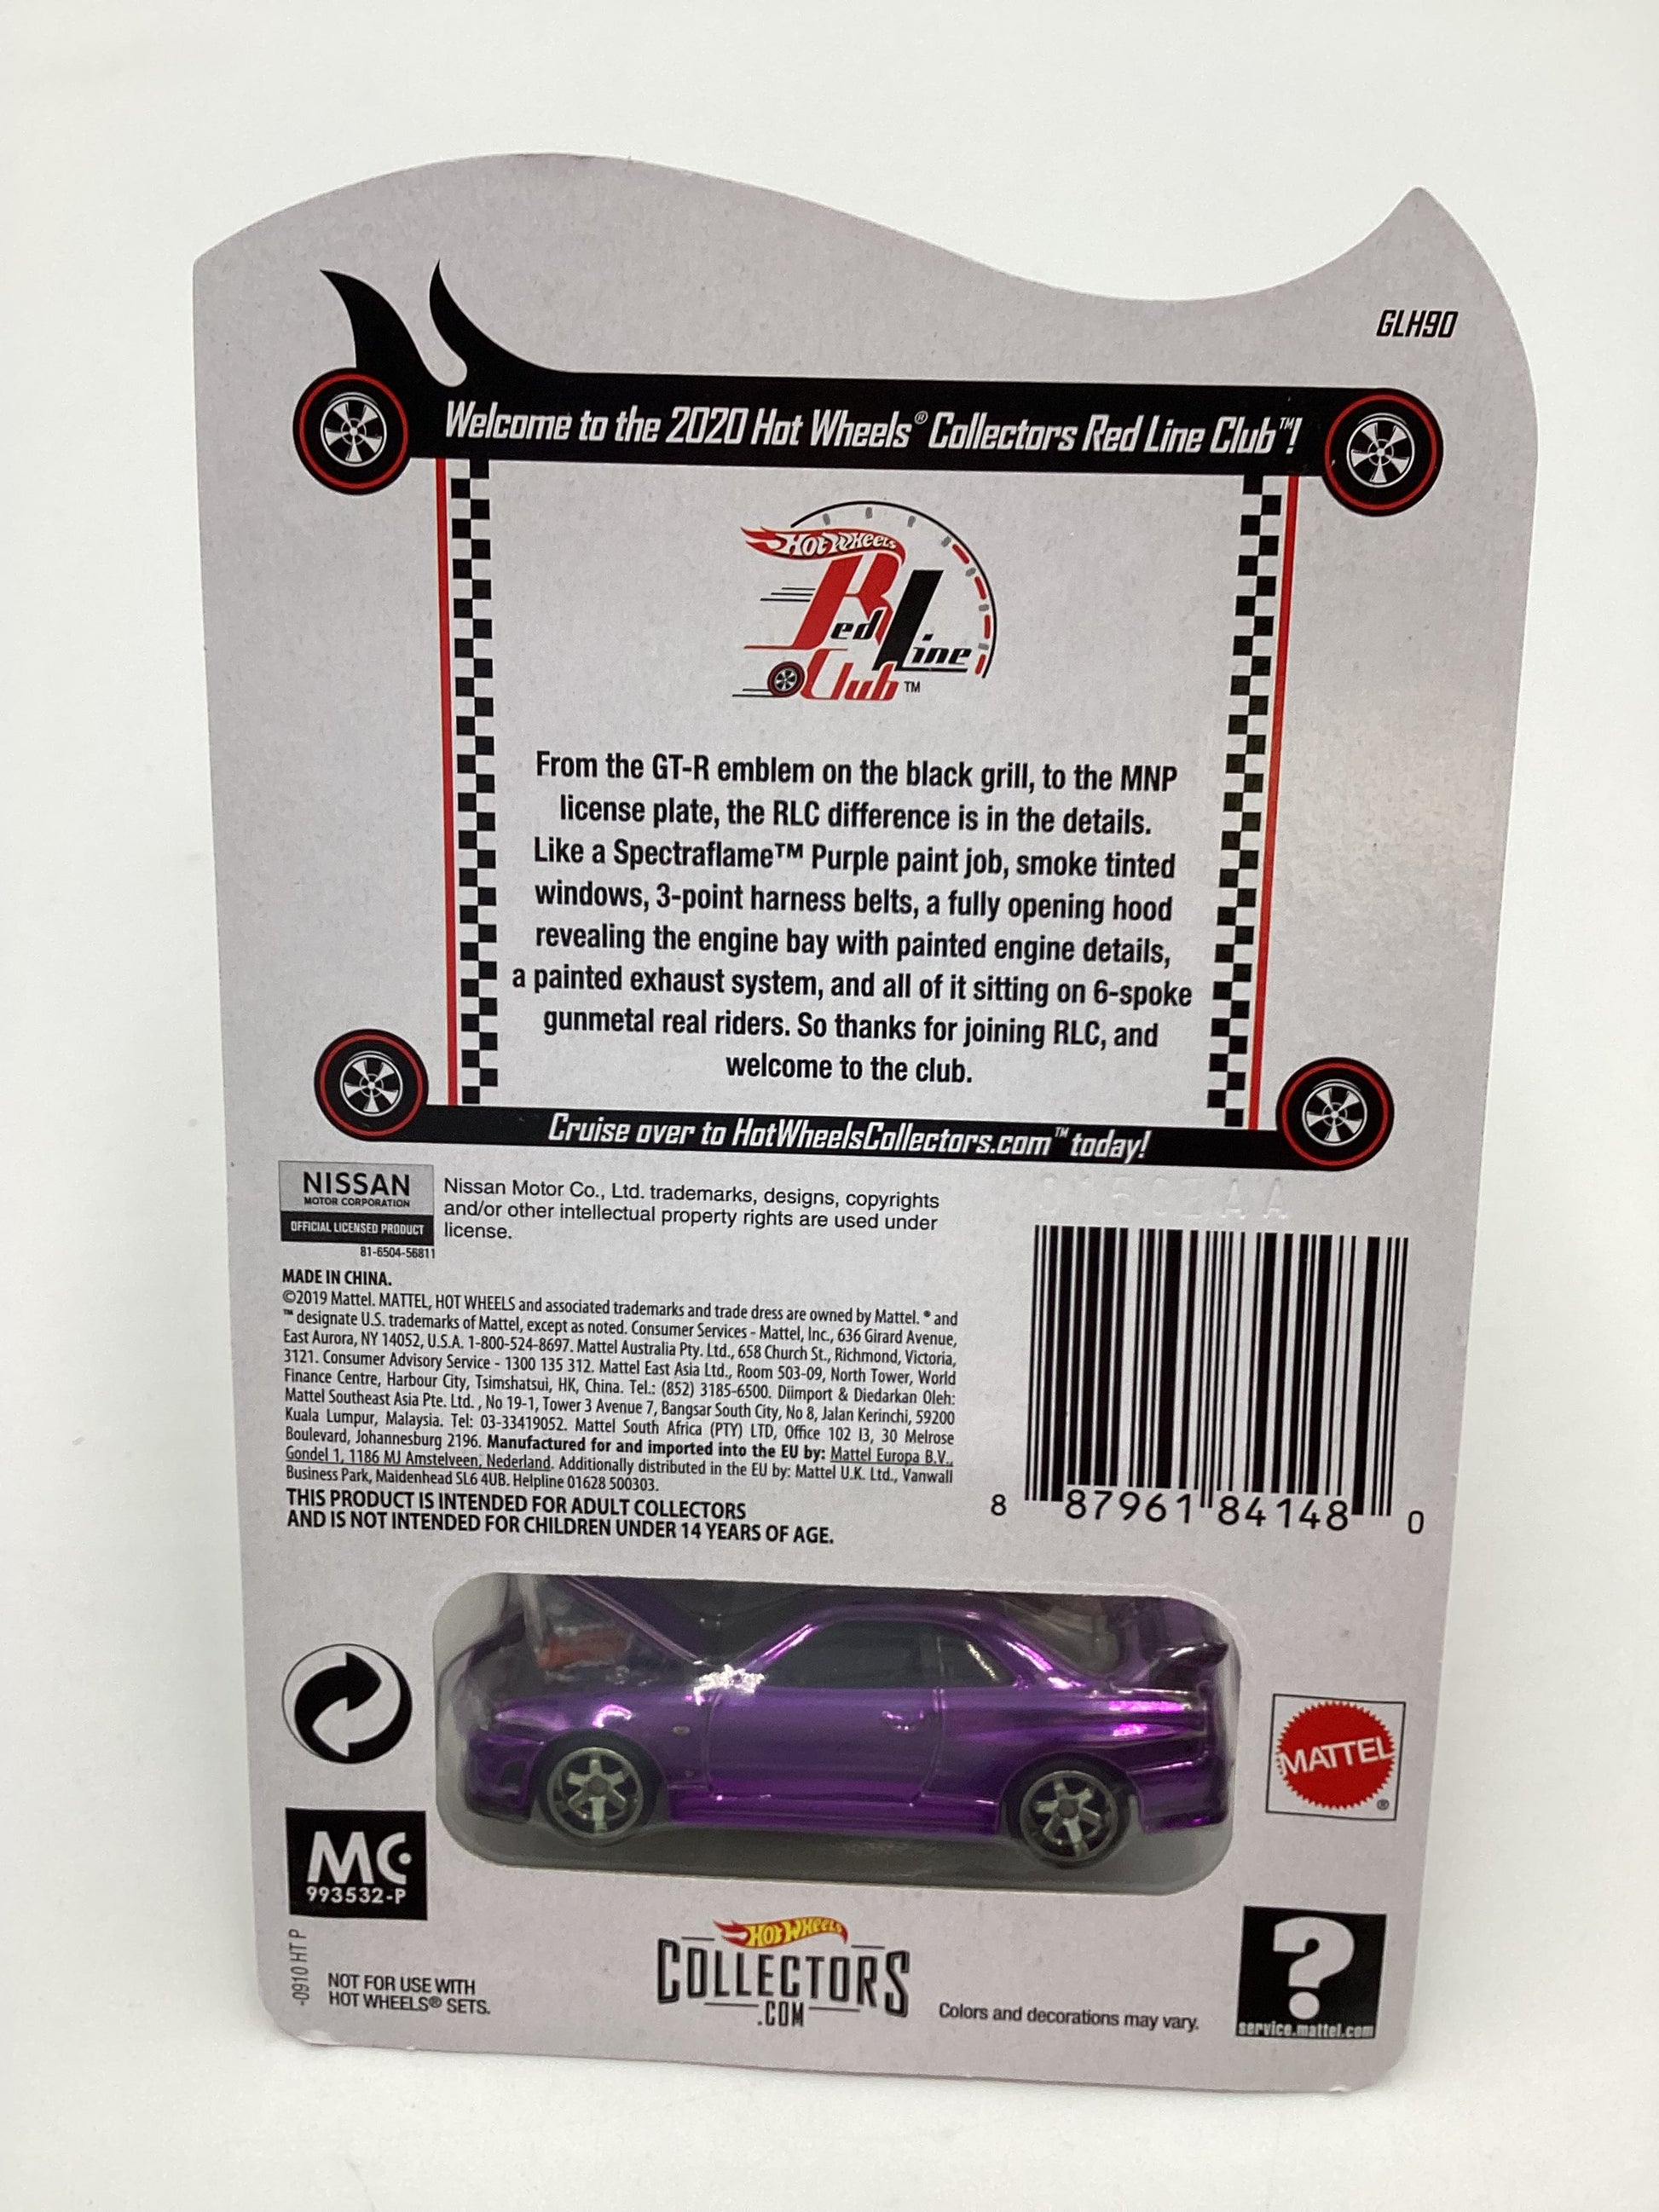 GLH90
Welcome to the 2020 Hot Wheels® Collectors Red Line Club™!
Hot Wheels
Red Line
Club™
From the GT-R emblem on the black grill, to the MNP
license plate, the RLC difference is in the details.
Like a Spectraflame™ Purple paint job, smoke tinted
windows, 3-point harness belts, a fully opening hood
revealing the engine bay with painted engine details,
a painted exhaust system, and all of it sitting on 6-spoke
gunmetal real riders. So thanks for joining RLC, and
welcome to the club.
Cruise over to HotWheelsCollectors.com™ today!
NISSAN
MOTOR CORPORATION
OFFICIAL LICENSED PRODUCT
81-6504-56811
Nissan Motor Co., Ltd. trademarks, designs, copyrights
and/or other intellectual property rights are used under
license.
MADE IN CHINA.
©2019 Mattel. MATTEL, HOT WHEELS and associated trademarks and trade dress are owned by Mattel. ® and
™ designate U.S. trademarks of Mattel, except as noted. Consumer Services - Mattel, Inc., 636 Girard Avenue,
East Aurora, NY 14052, U.S.A. 1-800-524-8697. Mattel Australia Pty. Ltd., 658 Church St., Richmond, Victoria,
3121. Consumer Advisory Service - 1300 135 312. Mattel East Asia Ltd., Room 503-09, North Tower, World
Finance Centre, Harbour City, Tsimshatsui, HK, China. Tel.: (852) 3185-6500. Diimport & Diedarkan Oleh:
Mattel Southeast Asia Pte. Ltd. , No 19-1, Tower 3 Avenue 7, Bangsar South City, No 8, Jalan Kerinchi, 59200
Kuala Lumpur, Malaysia. Tel: 03-33419052. Mattel South Africa (PTY) LTD, Office 102 I3, 30 Melrose
Boulevard, Johannesburg 2196. Manufactured for and imported into the EU by: Mattel Europa B.V.,
Gondel 1, 1186 MJ Amstelveen, Nederland. Additionally distributed in the EU by: Mattel U.K. Ltd., Vanwall
Business Park, Maidenhead SL6 4UB. Helpline 01628 500303.
THIS PRODUCT IS INTENDED FOR ADULT COLLECTORS
AND IS NOT INTENDED FOR CHILDREN UNDER 14 YEARS OF AGE.
8 87961 84148 0
MATTEL
®
MC
993532-P
-0910 HT P
NOT FOR USE WITH
HOT WHEELS® SETS.
Hot Wheels
COLLECTORS
.COM
Colors and decorations may vary.
?
service.mattel.com